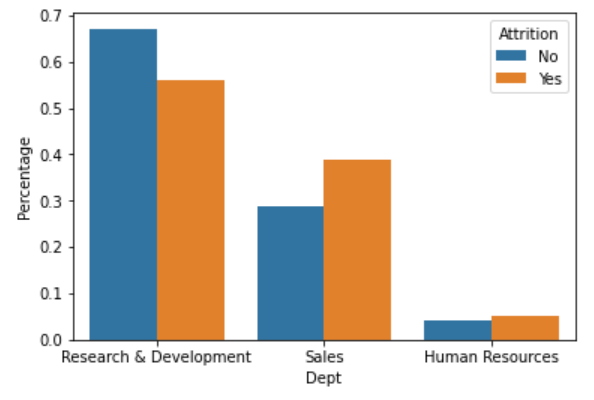 Attrition
No
Yes
Percentage
0.7
0.6
0.5
0.4
0.3
0.2
0.1
0.0
Research & Development Sales Human Resources
Dept